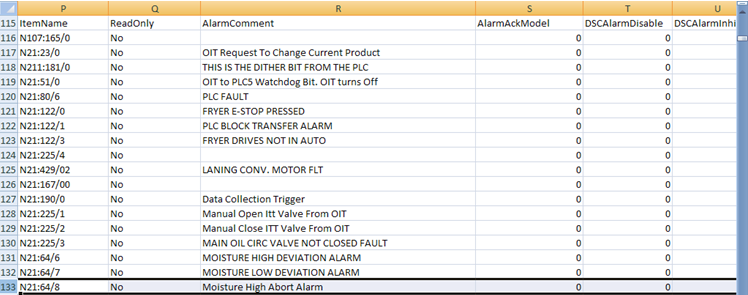 P Q R S T U
115 ItemName ReadOnly AlarmComment AlarmAckModel DSCAlarmDisable DSCAlarmInhi
116 N107:165/0 No 0 0
117 N21:23/0 No OIT Request To Change Current Product 0 0
118 N211:181/0 No THIS IS THE DITHER BIT FROM THE PLC 0 0
119 N21:51/0 No OIT to PLC5 Watchdog Bit. OIT turns Off 0 0
120 N21:80/6 No PLC FAULT 0 0
121 N21:122/0 No FRYER E-STOP PRESSED 0 0
122 N21:122/1 No PLC BLOCK TRANSFER ALARM 0 0
123 N21:122/3 No FRYER DRIVES NOT IN AUTO 0 0
124 N21:225/4 No 0 0
125 N21:429/02 No LANING CONV. MOTOR FLT 0 0
126 N21:167/00 No 0 0
127 N21:190/0 No Data Collection Trigger 0 0
128 N21:225/1 No Manual Open Itt Valve From OIT 0 0
129 N21:225/2 No Manual Close ITT Valve From OIT 0 0
130 N21:225/3 No MAIN OIL CIRC VALVE NOT CLOSED FAULT 0 0
131 N21:64/6 No MOISTURE HIGH DEVIATION ALARM 0 0
132 N21:64/7 No MOISTURE LOW DEVIATION ALARM 0 0
133 N21:64/8 No Moisture High Abort Alarm 0 0